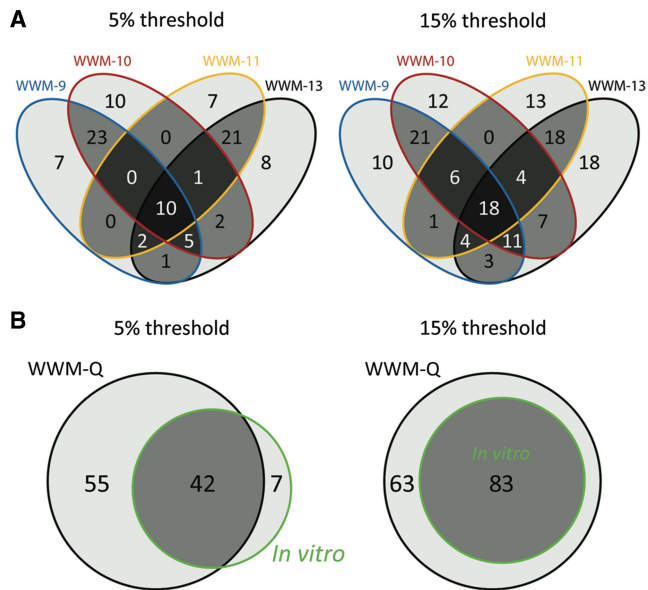 A
5% threshold
15% threshold
WWM-10
WWM-11
WWM-9
WWM-13
10
7
23
0
21
7
8
0
1
10
0
2
2
5
1
WWM-10
WWM-11
WWM-9
WWM-13
12
13
21
0
18
10
18
6
4
18
1
7
4
11
3
B
5% threshold
15% threshold
WWM-Q
55
42
7
In vitro
WWM-Q
In vitro
63
83